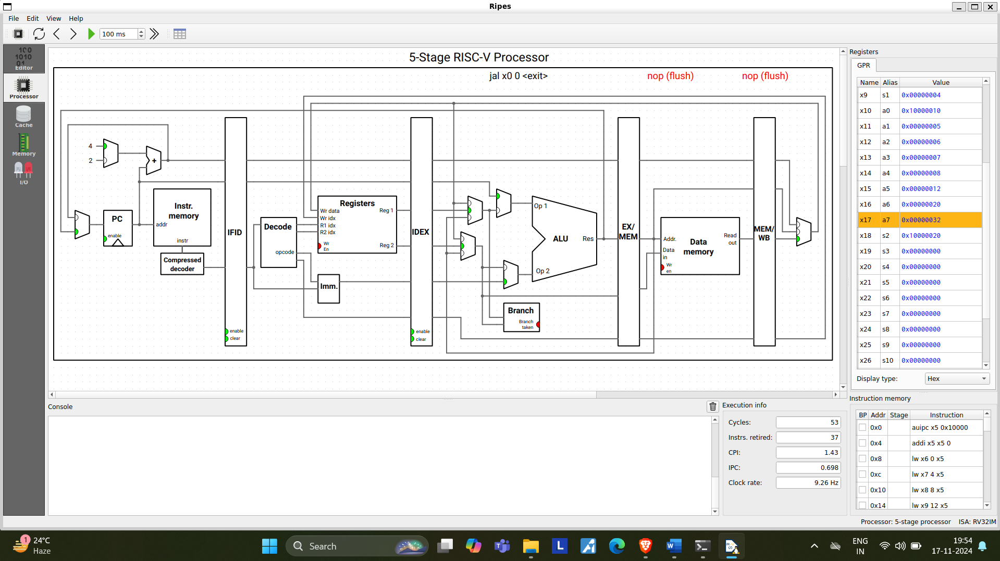 Ripes
File Edit View Help
100 ms
Editor
Processor
Cache
Memory
I/O
5-Stage RISC-V Processor
jal x0 0 <exit> nop (flush) nop (flush)
4
2
+
PC
enable
Instr.
memory
addr
instr
Compressed
decoder
IFID
enable
clear
Decode
opcode
Registers
Wr data
Wr idx
R1 idx
R2 idx
Wr
En
Reg 1
Reg 2
Imm.
IDEX
enable
clear
Op 1
ALU
Res
Op 2
Branch
Branch
taken
EX/
MEM
Addr.
Data
in
Wr
en
Data
memory
Read
out
MEM/
WB
Registers
GPR
Name Alias Value
x9 s1 0x00000004
x10 a0 0x10000010
x11 a1 0x00000005
x12 a2 0x00000006
x13 a3 0x00000007
x14 a4 0x00000008
x15 a5 0x00000012
x16 a6 0x00000020
x17 a7 0x00000032
x18 s2 0x10000020
x19 s3 0x00000000
x20 s4 0x00000000
x21 s5 0x00000000
x22 s6 0x00000000
x23 s7 0x00000000
x24 s8 0x00000000
x25 s9 0x00000000
x26 s10 0x00000000
Display type: Hex
Console
Execution info
Cycles: 53
Instrs. retired: 37
CPI: 1.43
IPC: 0.698
Clock rate: 9.26 Hz
Instruction memory
BP Addr Stage Instruction
0x0 auipc x5 0x10000
0x4 addi x5 x5 0
0x8 lw x6 0 x5
0xc lw x7 4 x5
0x10 lw x8 8 x5
0x14 lw x9 12 x5
Processor: 5-stage processor ISA: RV32IM
1
24°C
Haze
Search
ENG
IN
19:54
17-11-2024